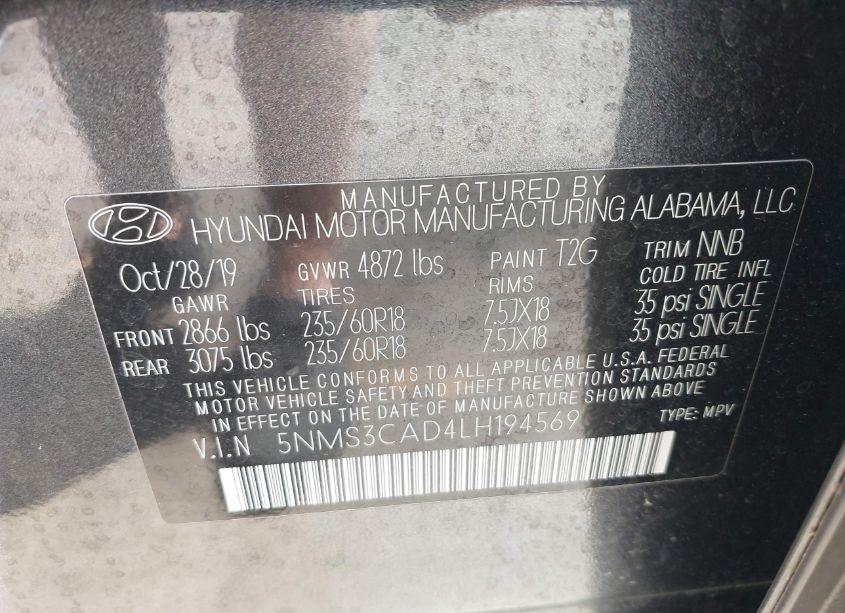 MANUFACTURED BY
HYUNDAI MOTOR MANUFACTURING ALABAMA, LLC
Oct/28/19 GVWR 4872 lbs PAINT T2G TRIM NNB
GAWR TIRES RIMS COLD TIRE INFL
FRONT 2866 lbs 235/60R18 7.5JX18 35 psi SINGLE
REAR 3075 lbs 235/60R18 7.5JX18 35 psi SINGLE
THIS VEHICLE CONFORMS TO ALL APPLICABLE U.S.A. FEDERAL
MOTOR VEHICLE SAFETY AND THEFT PREVENTION STANDARDS
IN EFFECT ON THE DATE OF MANUFACTURE SHOWN ABOVE
V.I.N 5NMS3CAD4LH194569 TYPE: MPV